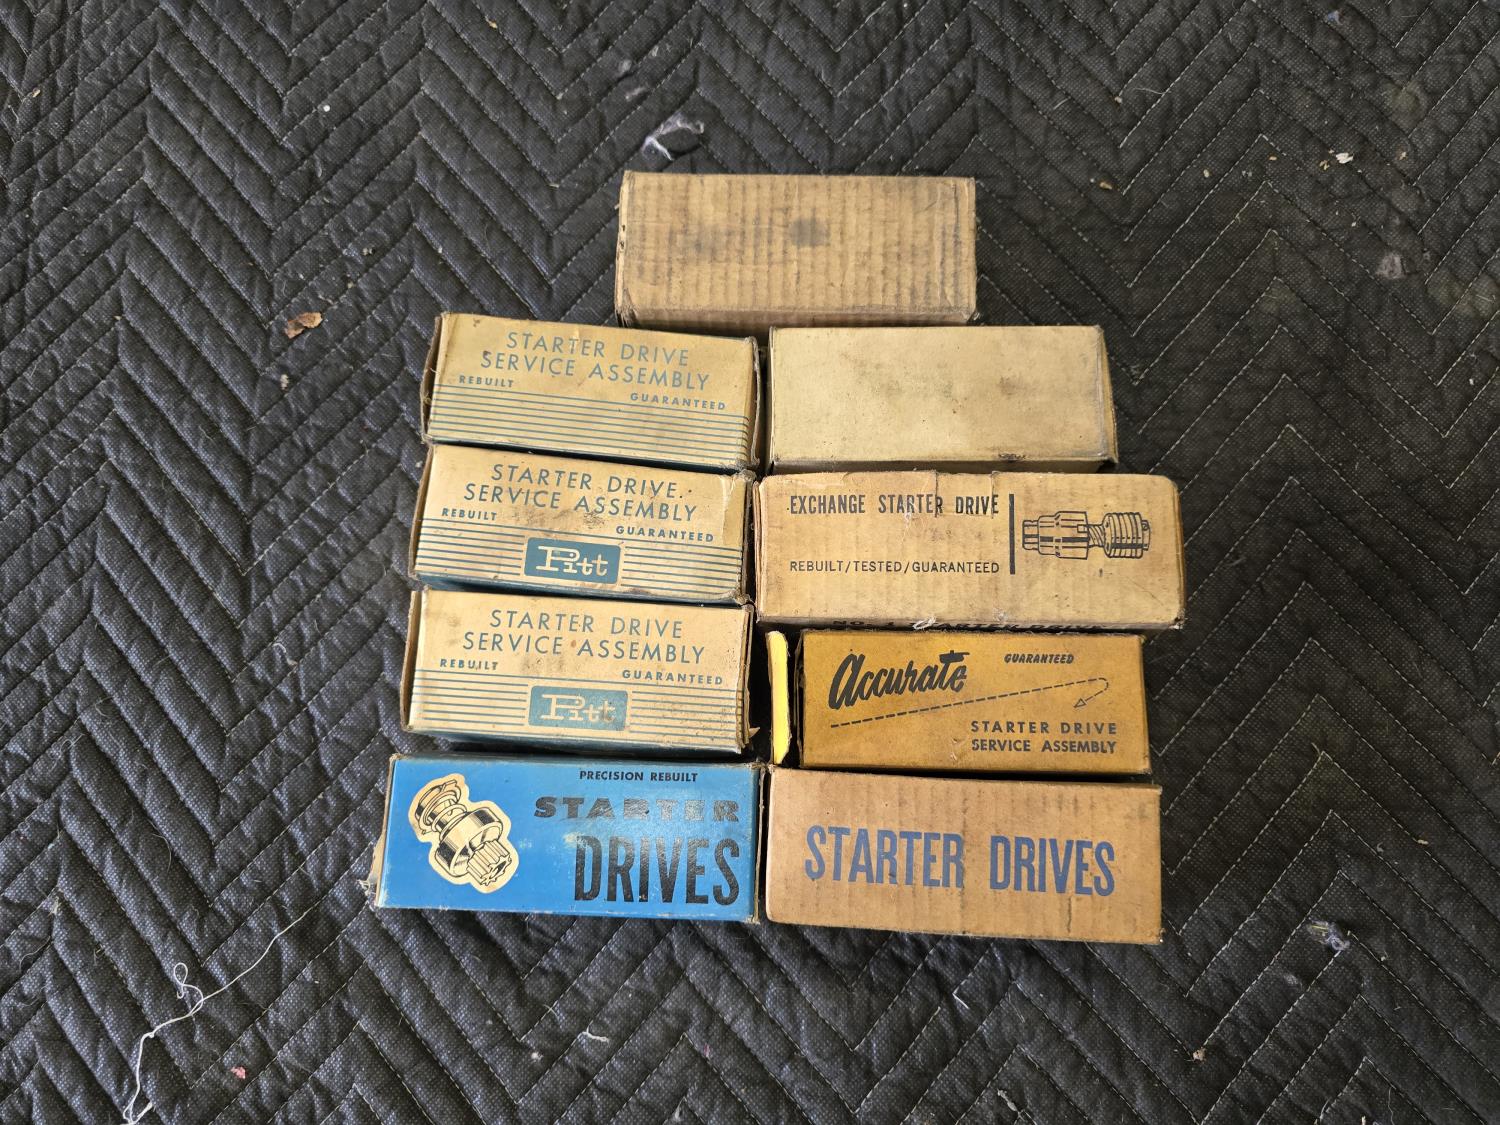 STARTER DRIVE
SERVICE ASSEMBLY
REBUILT
GUARANTEED
STARTER DRIVE
SERVICE ASSEMBLY
REBUILT
GUARANTEED
Pitt
EXCHANGE STARTER DRIVE
REBUILT/TESTED/GUARANTEED
STARTER DRIVE
STARTER DRIVE
SERVICE ASSEMBLY
REBUILT
GUARANTEED
Pitt
Accurate
GUARANTEED
STARTER DRIVE
SERVICE ASSEMBLY
PRECISION REBUILT
STARTER
DRIVES
STARTER DRIVES